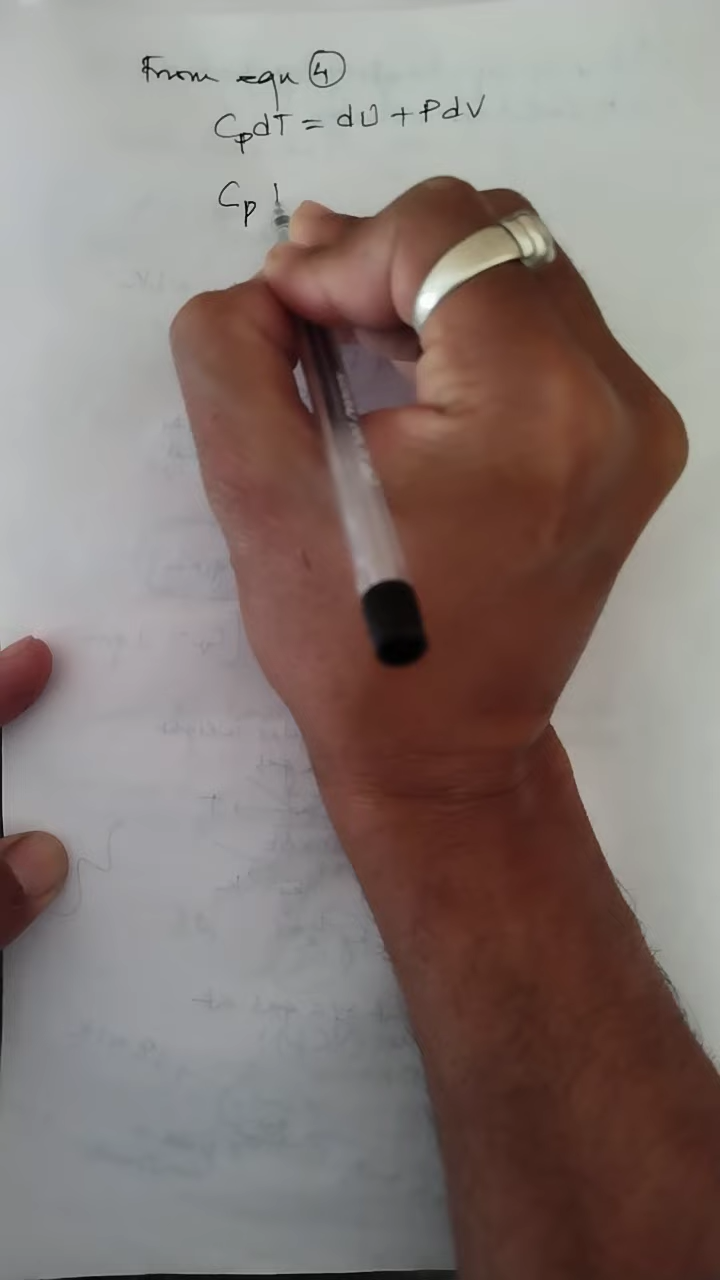 From equ ④
CpdT = dU + PdV
Cp